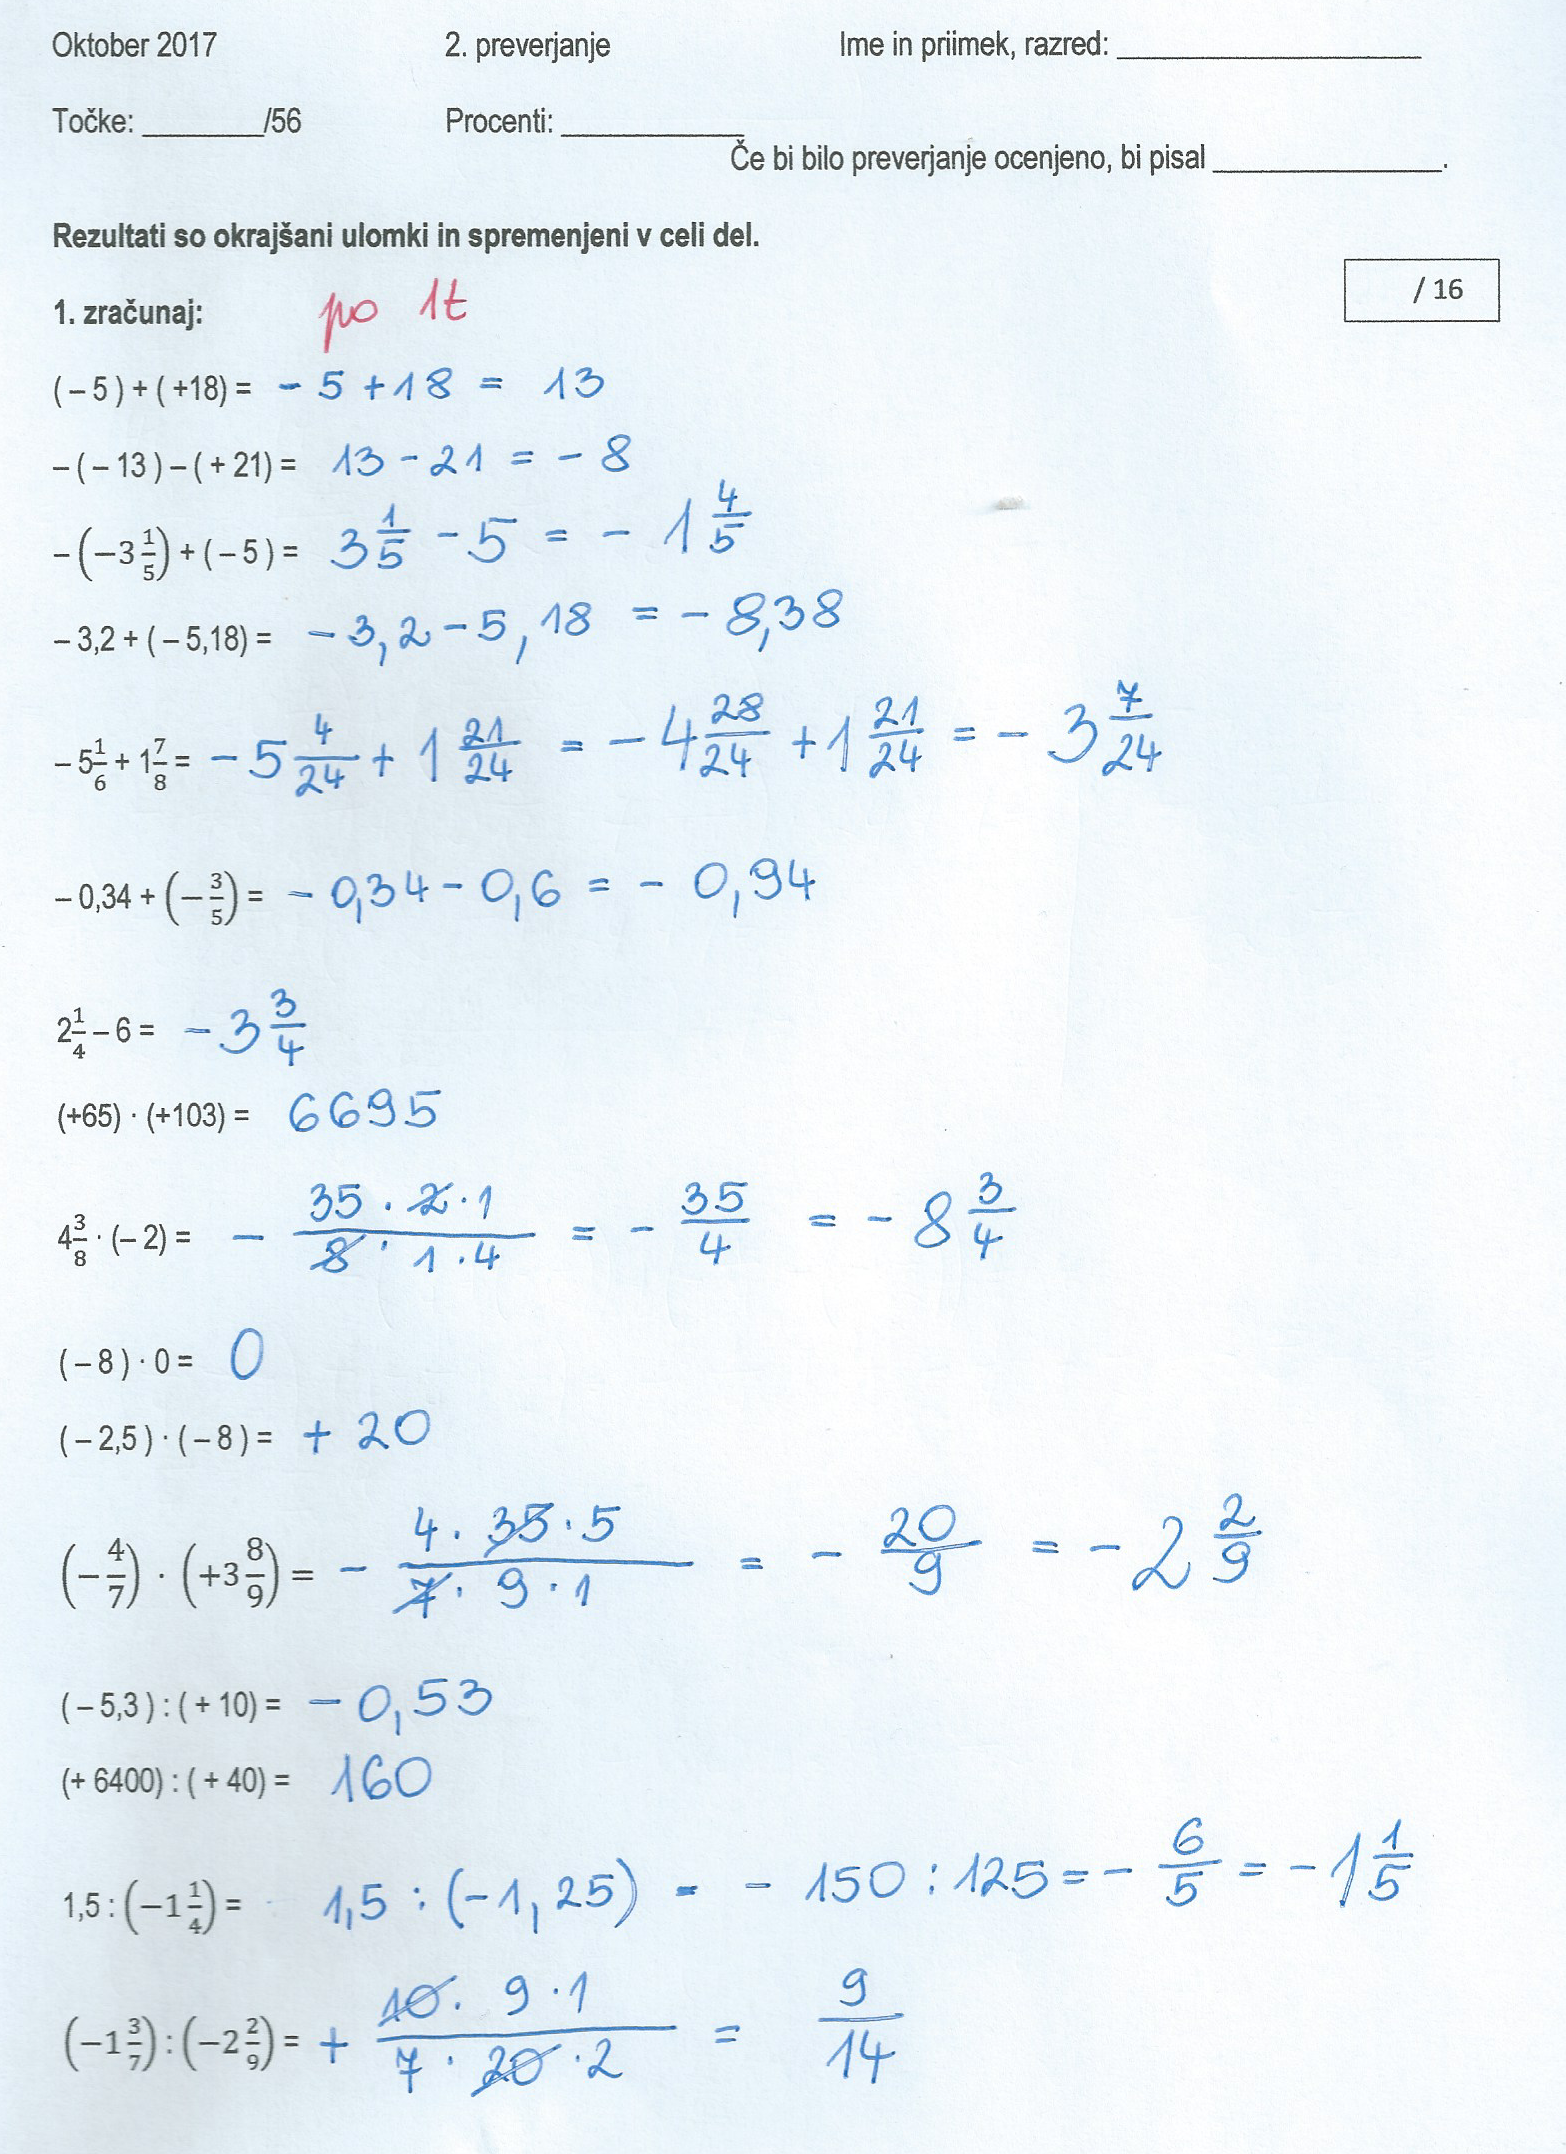 Oktober 2017 2. preverjanje Ime in priimek, razred: ____________________
Točke: ________/56 Procenti: ____________
Če bi bilo preverjanje ocenjeno, bi pisal _______________.
Rezultati so okrajšani ulomki in spremenjeni v celi del.
/ 16
1. zračunaj: po 1t
( – 5 ) + ( +18) = - 5 + 18 = 13
– ( – 13 ) – ( + 21) = 13 - 21 = - 8
– (–3 1/5) + ( – 5 ) = 3 1/5 - 5 = - 1 4/5
– 3,2 + ( – 5,18) = - 3,2 - 5,18 = - 8,38
– 5 1/6 + 1 7/8 = - 5 4/24 + 1 21/24 = - 4 28/24 + 1 21/24 = - 3 7/24
– 0,34 + (– 3/5) = - 0,34 - 0,6 = - 0,94
2 1/4 – 6 = - 3 3/4
(+65) · (+103) = 6695
4 3/8 · (– 2) = - 35 · 2 · 1 / 8 · 1 · 4 = - 35/4 = - 8 3/4
( – 8 ) · 0 = 0
( – 2,5 ) · ( – 8 ) = + 20
(– 4/7) · (+3 8/9) = - 4 · 35 · 5 / 7 · 9 · 1 = - 20/9 = - 2 2/9
( – 5,3 ) : ( + 10) = - 0,53
(+ 6400) : ( + 40) = 160
1,5 : (–1 1/4) = 1,5 : (-1,25) = - 150 : 125 = - 6/5 = - 1 1/5
(–1 3/7) : (–2 2/9) = + 10 · 9 · 1 / 7 · 20 · 2 = 9/14